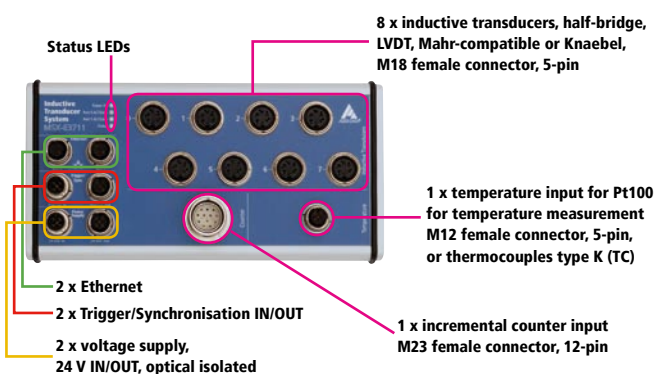 8 x inductive transducers, half-bridge,
LVDT, Mahr-compatible or Knaebel,
M18 female connector, 5-pin
Status LEDs
Inductive
Transducer
System
MSX-E3711
0
1
2
3
4
5
6
7
Counter
1 x temperature input for Pt100
for temperature measurement
M12 female connector, 5-pin,
or thermocouples type K (TC)
2 x Ethernet
2 x Trigger/Synchronisation IN/OUT
1 x incremental counter input
M23 female connector, 12-pin
2 x voltage supply,
24 V IN/OUT, optical isolated